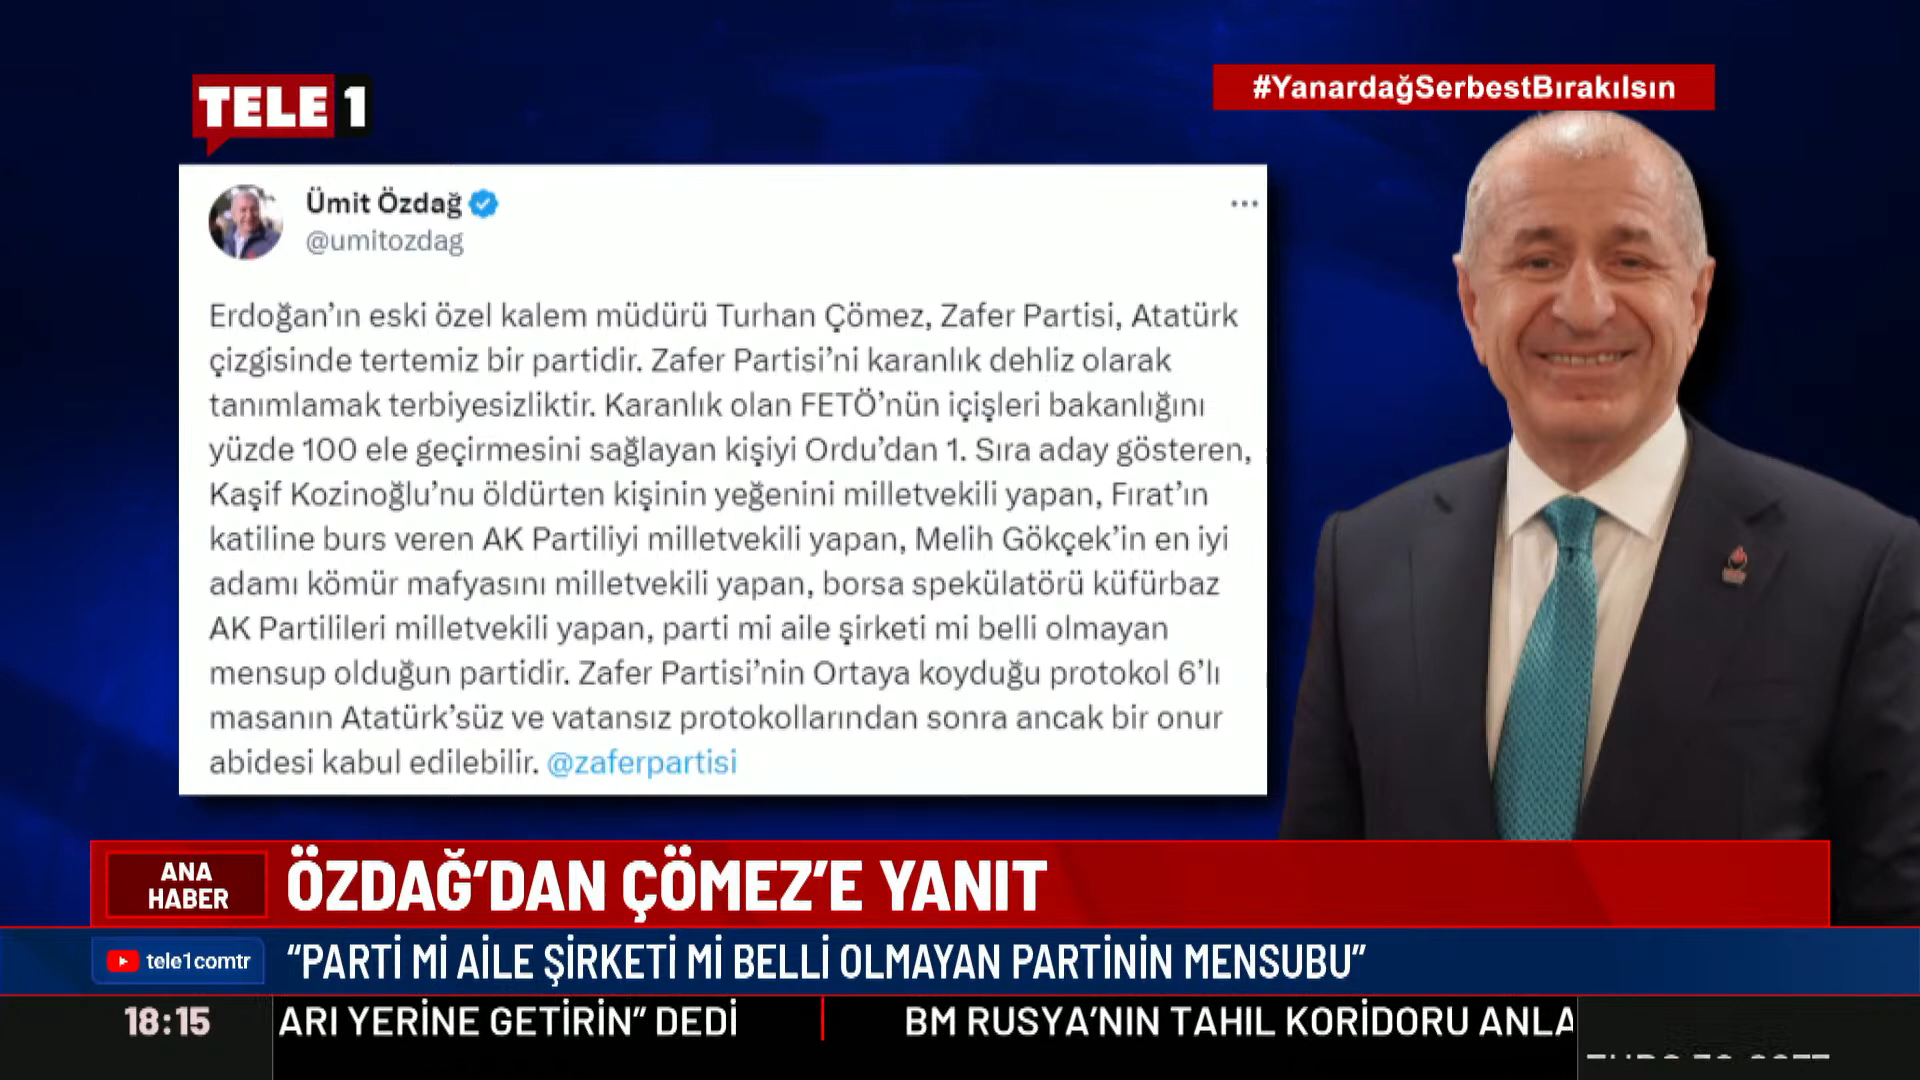 TELE 1
#YanardağSerbestBırakılsın
Ümit Özdağ
@umitozdag
Erdoğan’ın eski özel kalem müdürü Turhan Çömez, Zafer Partisi, Atatürk
çizgisinde tertemiz bir partidir. Zafer Partisi’ni karanlık dehliz olarak
tanımlamak terbiyesizliktir. Karanlık olan FETÖ’nün içişleri bakanlığını
yüzde 100 ele geçirmesini sağlayan kişiyi Ordu’dan 1. Sıra aday gösteren,
Kaşif Kozinoğlu’nu öldürten kişinin yeğenini milletvekili yapan, Fırat’ın
katiline burs veren AK Partiliyi milletvekili yapan, Melih Gökçek’in en iyi
adamı kömür mafyasını milletvekili yapan, borsa spekülatörü küfürbaz
AK Partilileri milletvekili yapan, parti mi aile şirketi mi belli olmayan
mensup olduğun partidir. Zafer Partisi’nin Ortaya koyduğu protokol 6’lı
masanın Atatürk’süz ve vatansız protokollarından sonra ancak bir onur
abidesi kabul edilebilir. @zaferpartisi
ANA
HABER
ÖZDAĞ’DAN ÇÖMEZ’E YANIT
tele1comtr
“PARTİ Mİ AİLE ŞİRKETİ Mİ BELLİ OLMAYAN PARTİNİN MENSUBU”
18:15
ARI YERİNE GETİRİN” DEDİ
BM RUSYA’NIN TAHIL KORİDORU ANLA